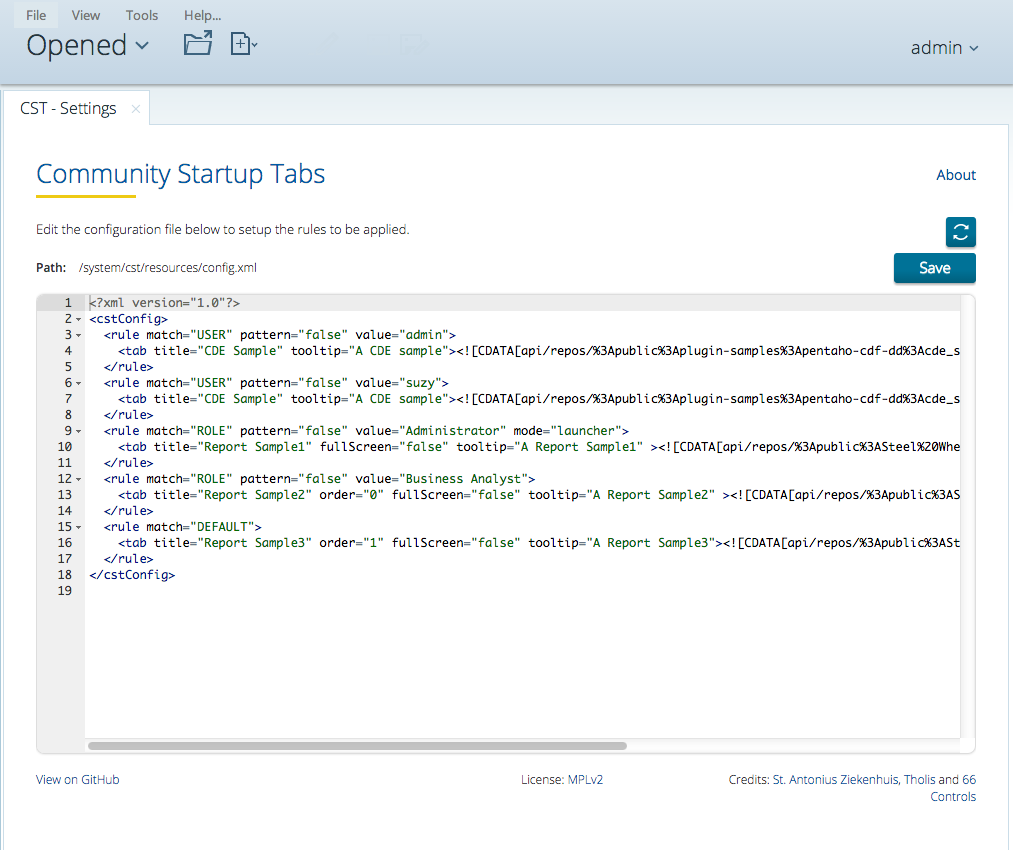 File View Tools Help...
Opened
admin
CST - Settings ×
Community Startup Tabs
About
Edit the configuration file below to setup the rules to be applied.
Path: /system/cst/resources/config.xml
Save
1 <?xml version="1.0"?>
2 <cstConfig>
3 <rule match="USER" pattern="false" value="admin">
4 <tab title="CDE Sample" tooltip="A CDE sample"><![CDATA[api/repos/%3Apublic%3Aplugin-samples%3Apentaho-cdf-dd%3Acde_s
5 </rule>
6 <rule match="USER" pattern="false" value="suzy">
7 <tab title="CDE Sample" tooltip="A CDE sample"><![CDATA[api/repos/%3Apublic%3Aplugin-samples%3Apentaho-cdf-dd%3Acde_s
8 </rule>
9 <rule match="ROLE" pattern="false" value="Administrator" mode="launcher">
10 <tab title="Report Sample1" fullScreen="false" tooltip="A Report Sample1" ><![CDATA[api/repos/%3Apublic%3ASteel%20Whe
11 </rule>
12 <rule match="ROLE" pattern="false" value="Business Analyst">
13 <tab title="Report Sample2" order="0" fullScreen="false" tooltip="A Report Sample2" ><![CDATA[api/repos/%3Apublic%3AS
14 </rule>
15 <rule match="DEFAULT">
16 <tab title="Report Sample3" order="1" fullScreen="false" tooltip="A Report Sample3"><![CDATA[api/repos/%3Apublic%3ASt
17 </rule>
18 </cstConfig>
19
View on GitHub
License: MPLv2
Credits: St. Antonius Ziekenhuis, Tholis and 66
Controls